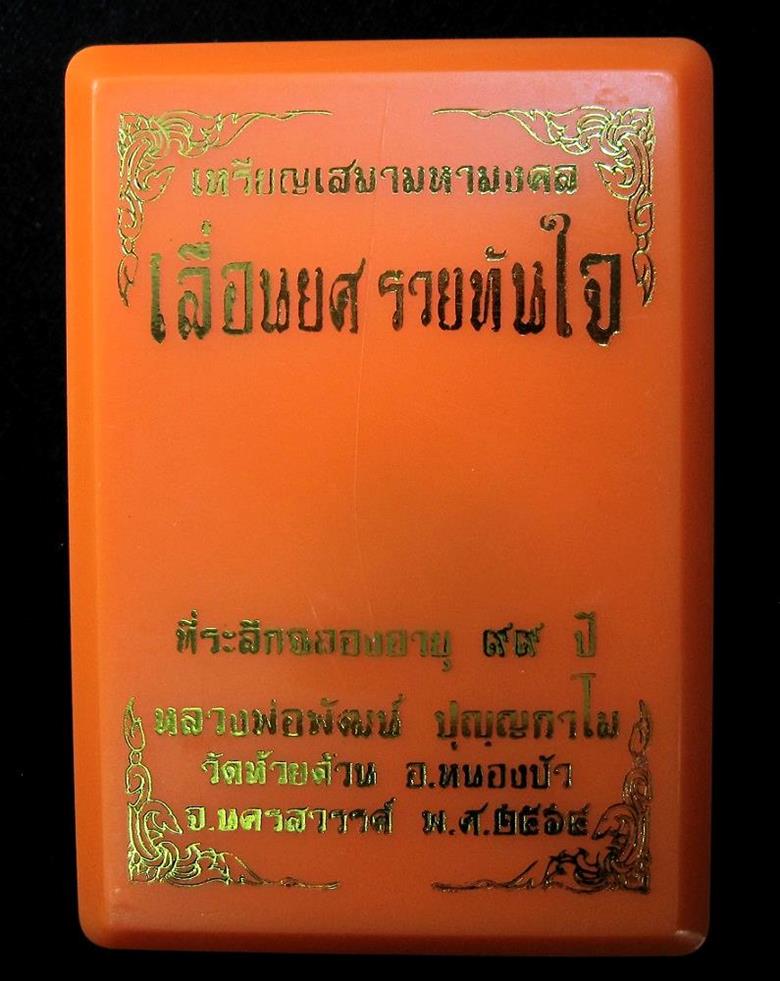 เหรียญเสมามหามงคล
เลื่อนยศ รวยทันใจ
ที่ระลึกฉลองอายุ ๙๙ ปี
หลวงพ่อพัฒน์ ปุญญกาโม
วัดห้วยด้วน อ.หนองบัว
จ.นครสวรรค์ พ.ศ.๒๕๖๔